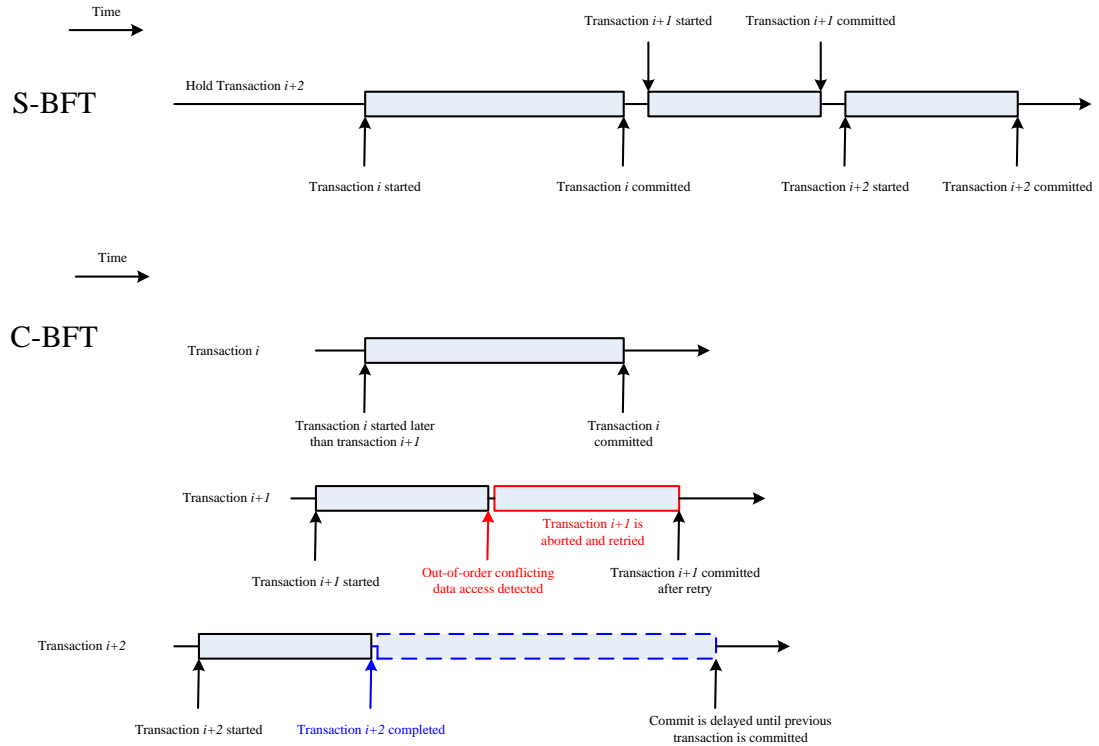 Time
Transaction i+1 started
Transaction i+1 committed
S-BFT
Hold Transaction i+2
Transaction i started
Transaction i committed
Transaction i+2 started
Transaction i+2 committed
Time
C-BFT
Transaction i
Transaction i started later
than transaction i+1
Transaction i
committed
Transaction i+1
Transaction i+1 is
aborted and retried
Transaction i+1 started
Out-of-order conflicting
data access detected
Transaction i+1 committed
after retry
Transaction i+2
Transaction i+2 started
Transaction i+2 completed
Commit is delayed until previous
transaction is committed